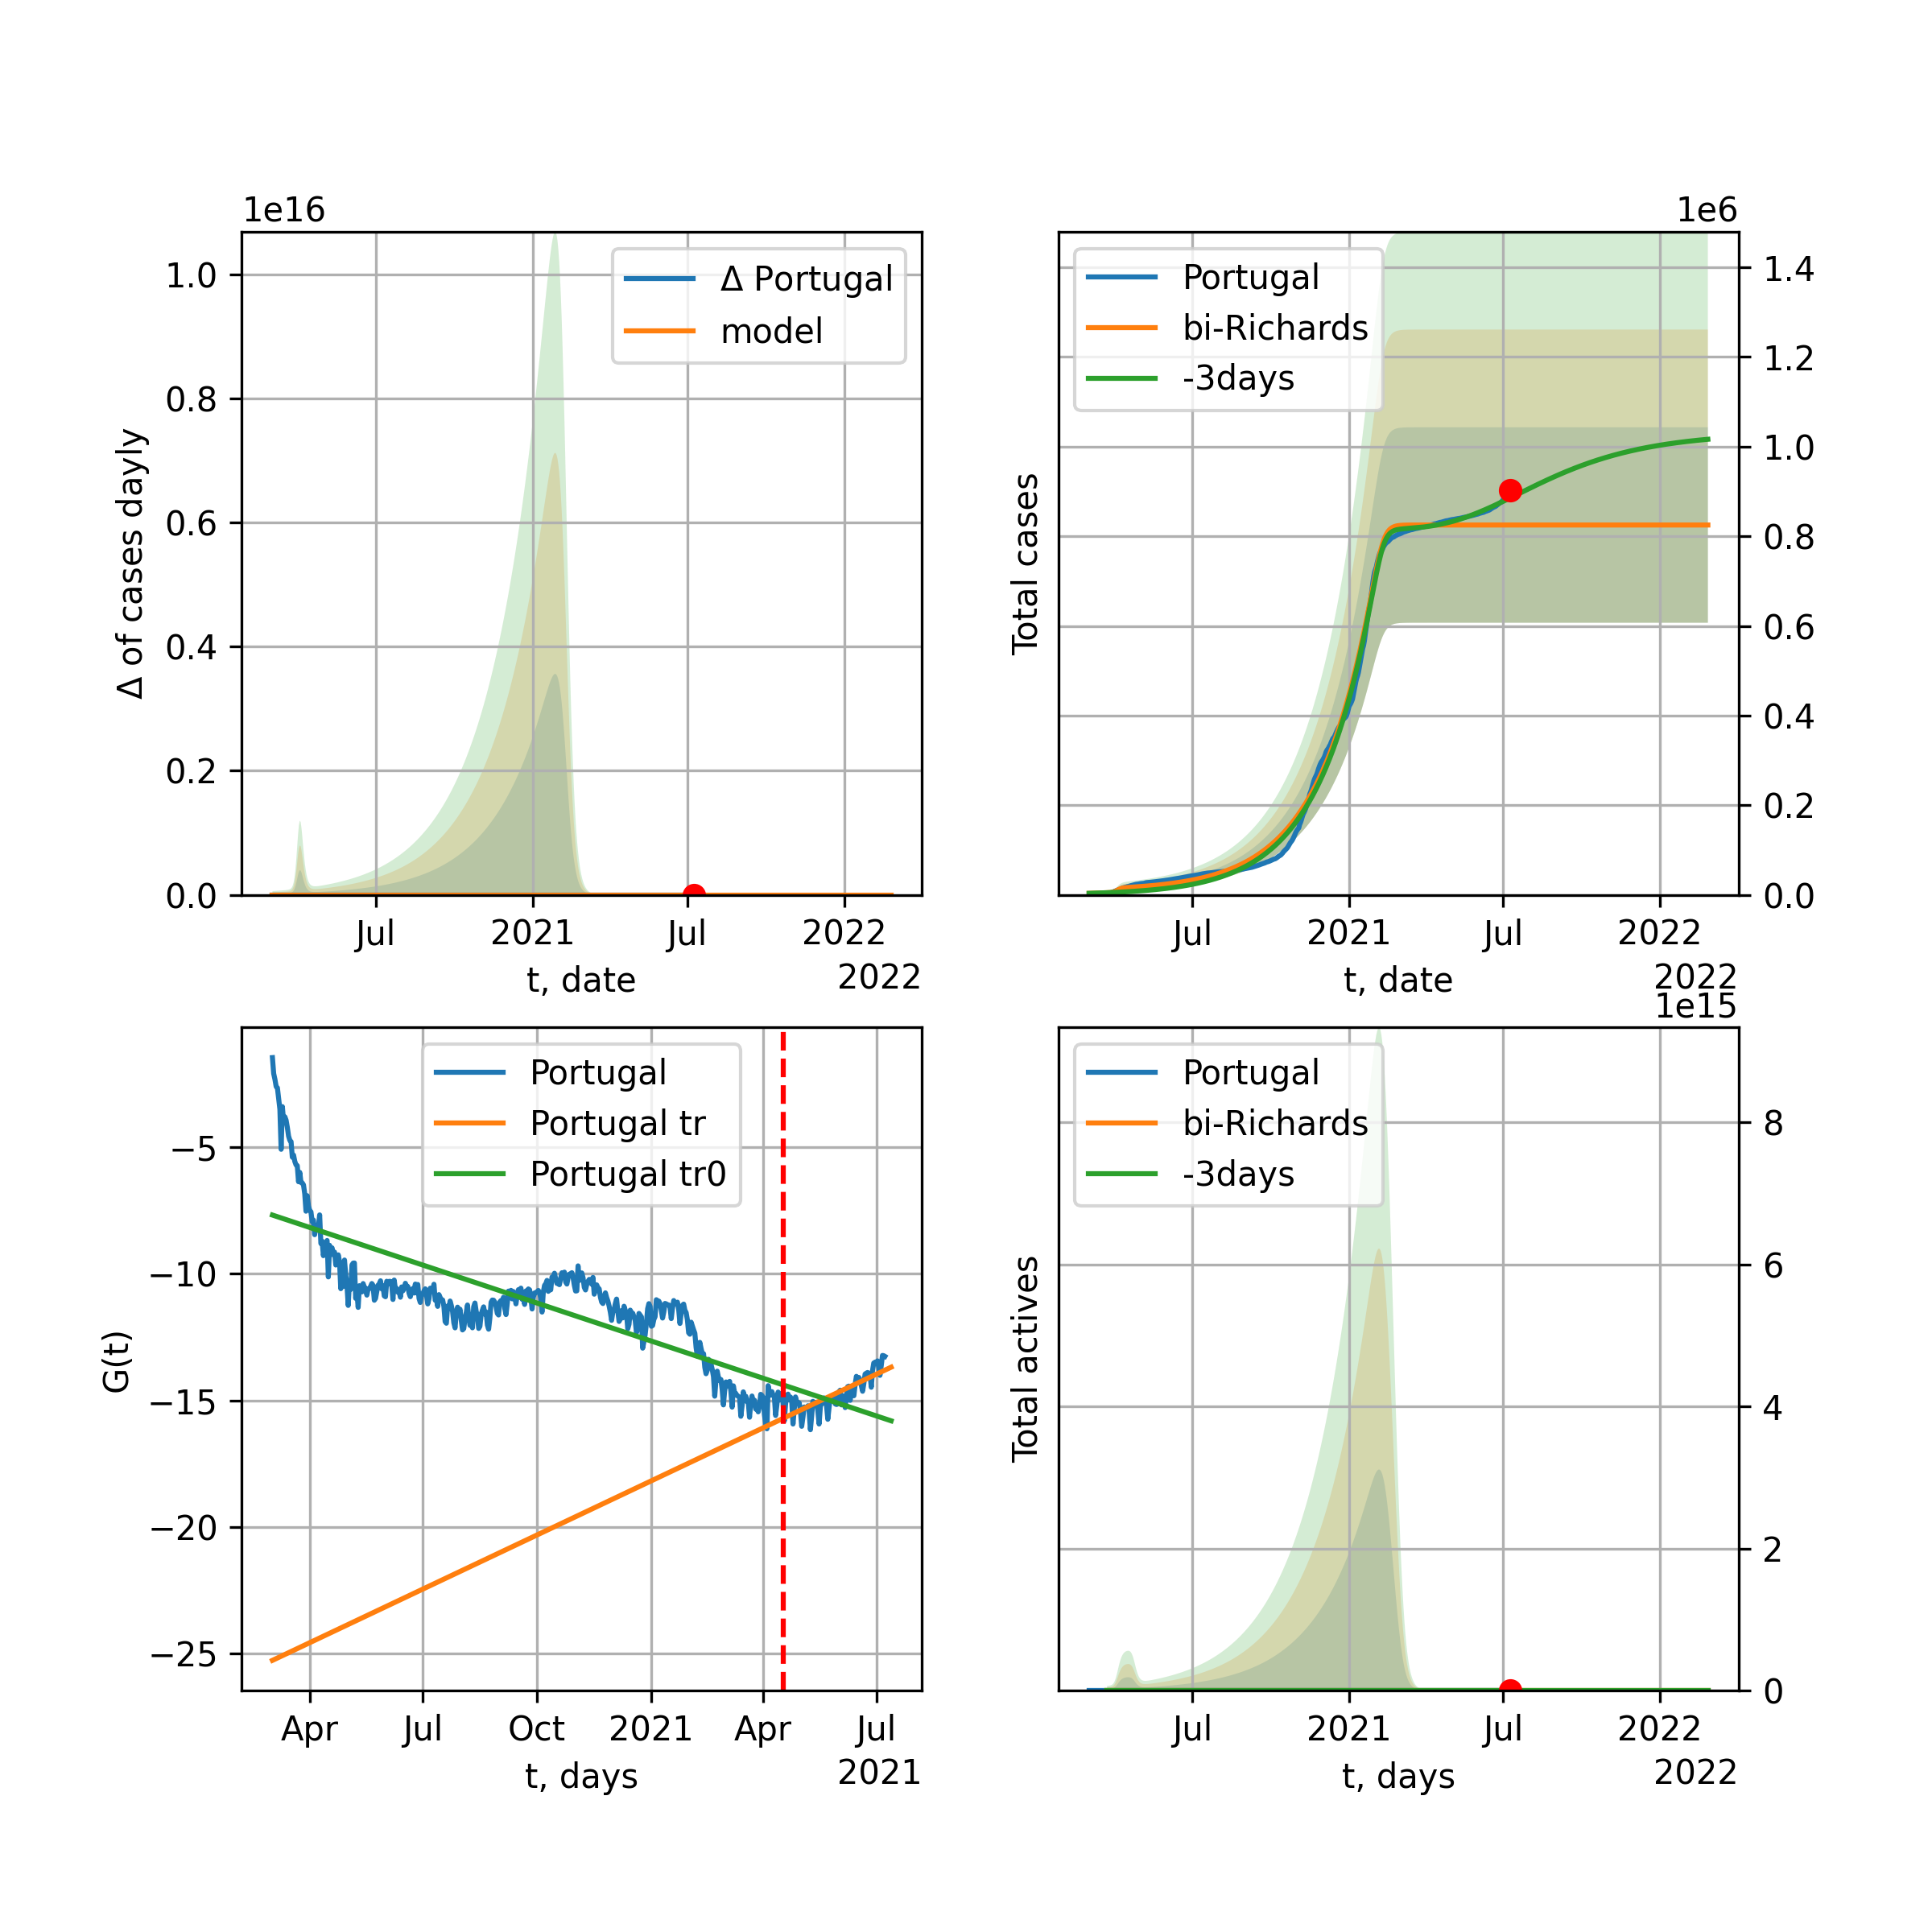 1e16
Δ of cases dayly
1.0
0.8
0.6
0.4
0.2
0.0
Δ Portugal
model
Jul
2021
Jul
2022
t, date
2022
1e6
Total cases
Portugal
bi-Richards
-3days
1.4
1.2
1.0
0.8
0.6
0.4
0.2
0.0
Jul
2021
Jul
2022
t, date
2022
G(t)
−5
−10
−15
−20
−25
Portugal
Portugal tr
Portugal tr0
Apr
Jul
Oct
2021
Apr
Jul
t, days
2021
1e15
Total actives
Portugal
bi-Richards
-3days
8
6
4
2
0
Jul
2021
Jul
2022
t, days
2022